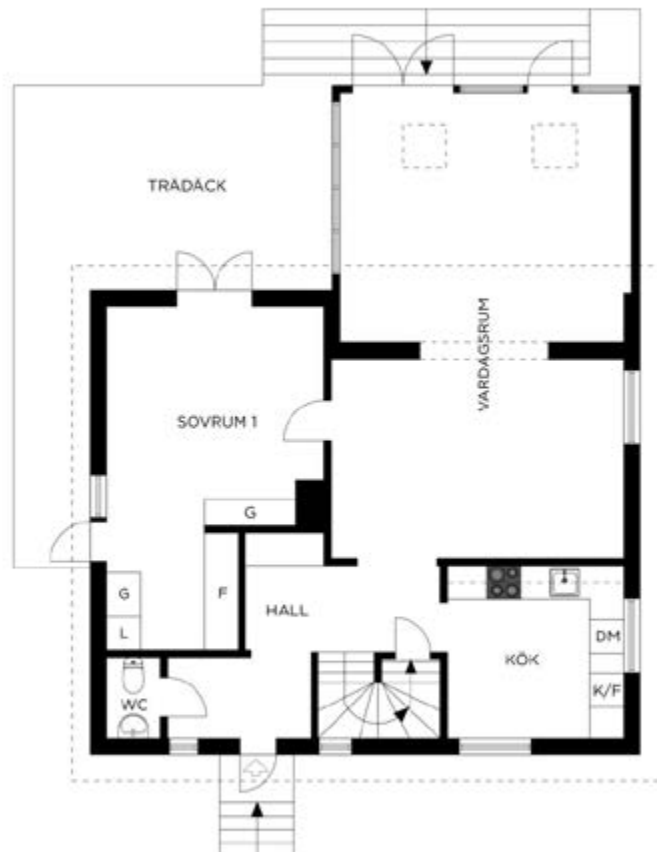 TRÄDÄCK
VARDAGSRUM
SOVRUM 1
G
G
F
L
HALL
DM
KÖK
K/F
WC